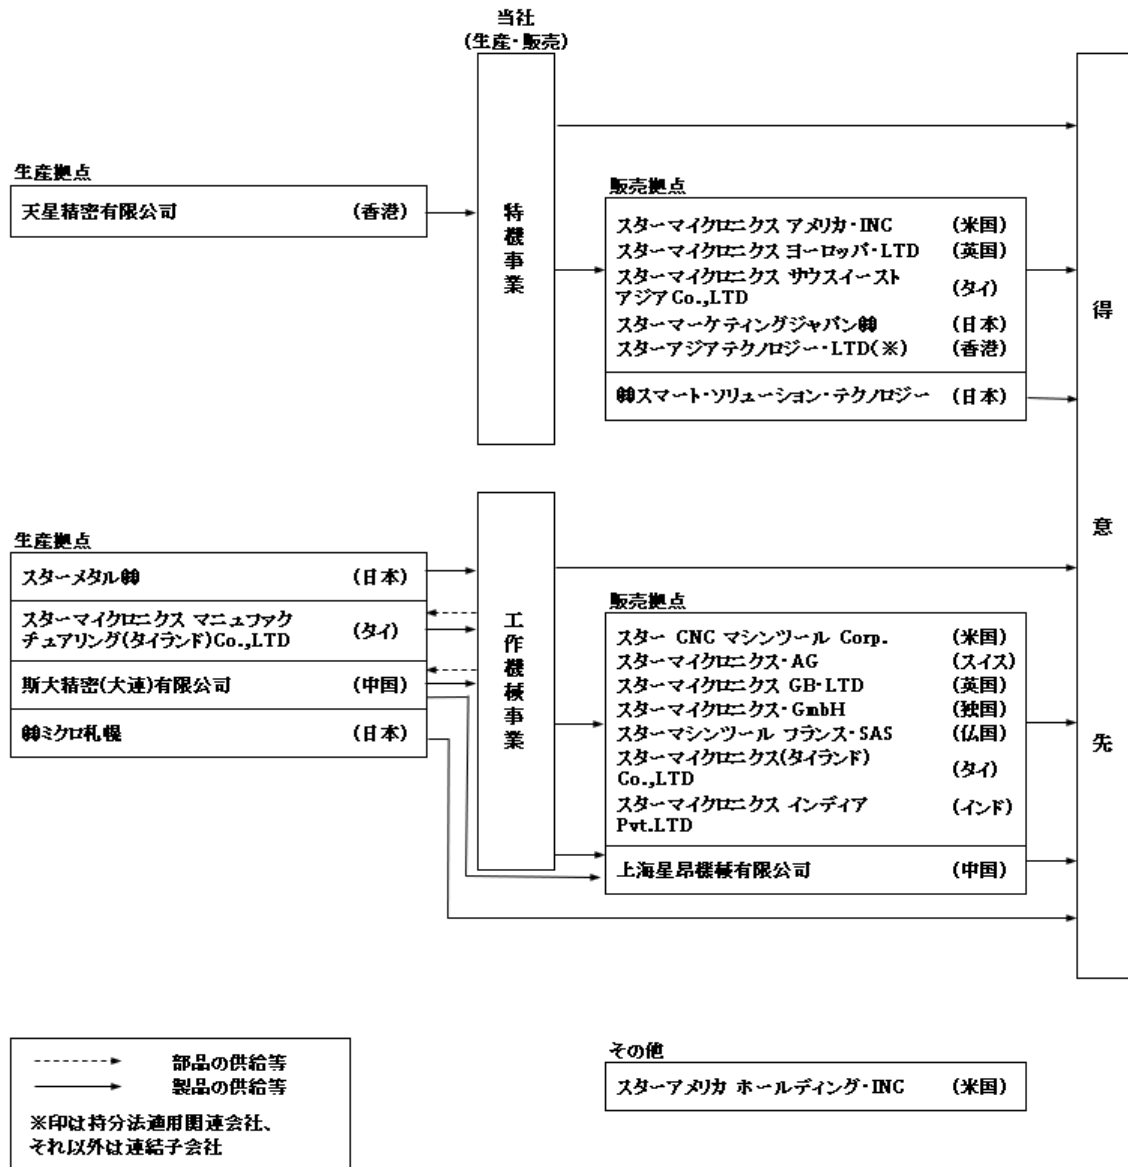 当社
(生産・販売)
生産拠点
天星精密有限公司 (香港)
特機事業
販売拠点
スターマイクロニクス アメリカ・INC (米国)
スターマイクロニクス ヨーロッパ・LTD (英国)
スターマイクロニクス サウスイースト
アジアCo.,LTD (タイ)
スターマーケティングジャパン㈱ (日本)
スターアジアテクノロジー・LTD(※) (香港)
㈱スマート・ソリューション・テクノロジー (日本)
得意先
生産拠点
スターメタル㈱ (日本)
スターマイクロニクス マニュファク
チュアリング(タイランド)Co.,LTD (タイ)
斯大精密(大連)有限公司 (中国)
㈱ミクロ札幌 (日本)
工作機械事業
販売拠点
スター CNC マシンツール Corp. (米国)
スターマイクロニクス・AG (スイス)
スターマイクロニクス GB・LTD (英国)
スターマイクロニクス・GmbH (独国)
スターマシンツール フランス・SAS (仏国)
スターマイクロニクス(タイランド)
Co.,LTD (タイ)
スターマイクロニクス インディア
Pvt.LTD (インド)
上海星昂機械有限公司 (中国)
部品の供給等
製品の供給等
※印は持分法適用関連会社、
それ以外は連結子会社
その他
スターアメリカ ホールディング・INC (米国)